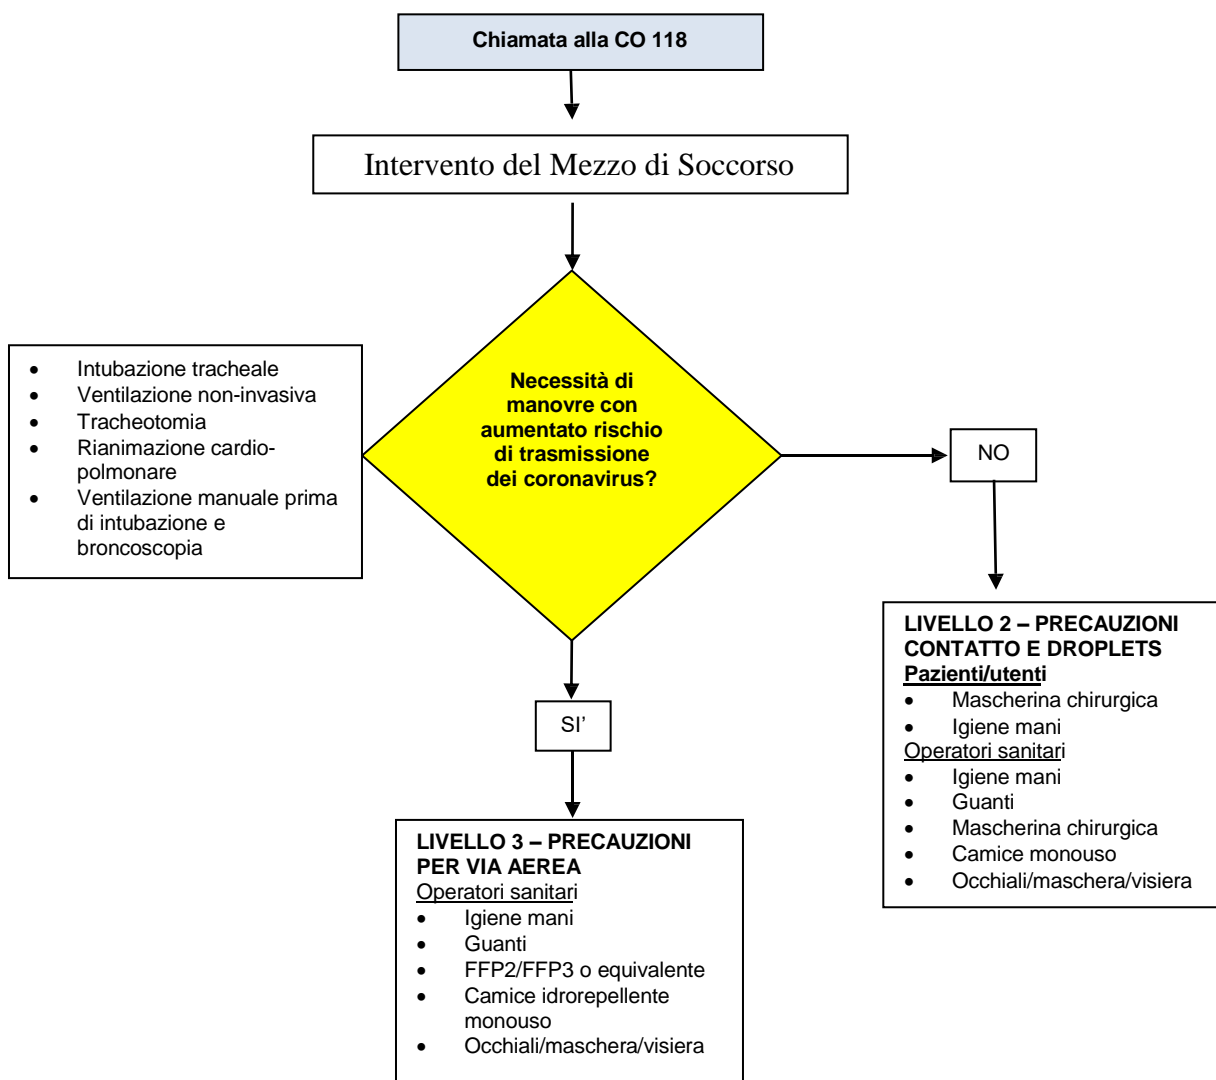 Chiamata alla CO 118
Intervento del Mezzo di Soccorso
• Intubazione tracheale
• Ventilazione non-invasiva
• Tracheotomia
• Rianimazione cardio-
polmonare
• Ventilazione manuale prima
di intubazione e
broncoscopia
Necessità di
manovre con
aumentato rischio
di trasmissione
dei coronavirus?
NO
LIVELLO 2 – PRECAUZIONI
CONTATTO E DROPLETS
Pazienti/utenti
• Mascherina chirurgica
• Igiene mani
Operatori sanitari
• Igiene mani
• Guanti
• Mascherina chirurgica
• Camice monouso
• Occhiali/maschera/visiera
SI’
LIVELLO 3 – PRECAUZIONI
PER VIA AEREA
Operatori sanitari
• Igiene mani
• Guanti
• FFP2/FFP3 o equivalente
• Camice idrorepellente
monouso
• Occhiali/maschera/visiera